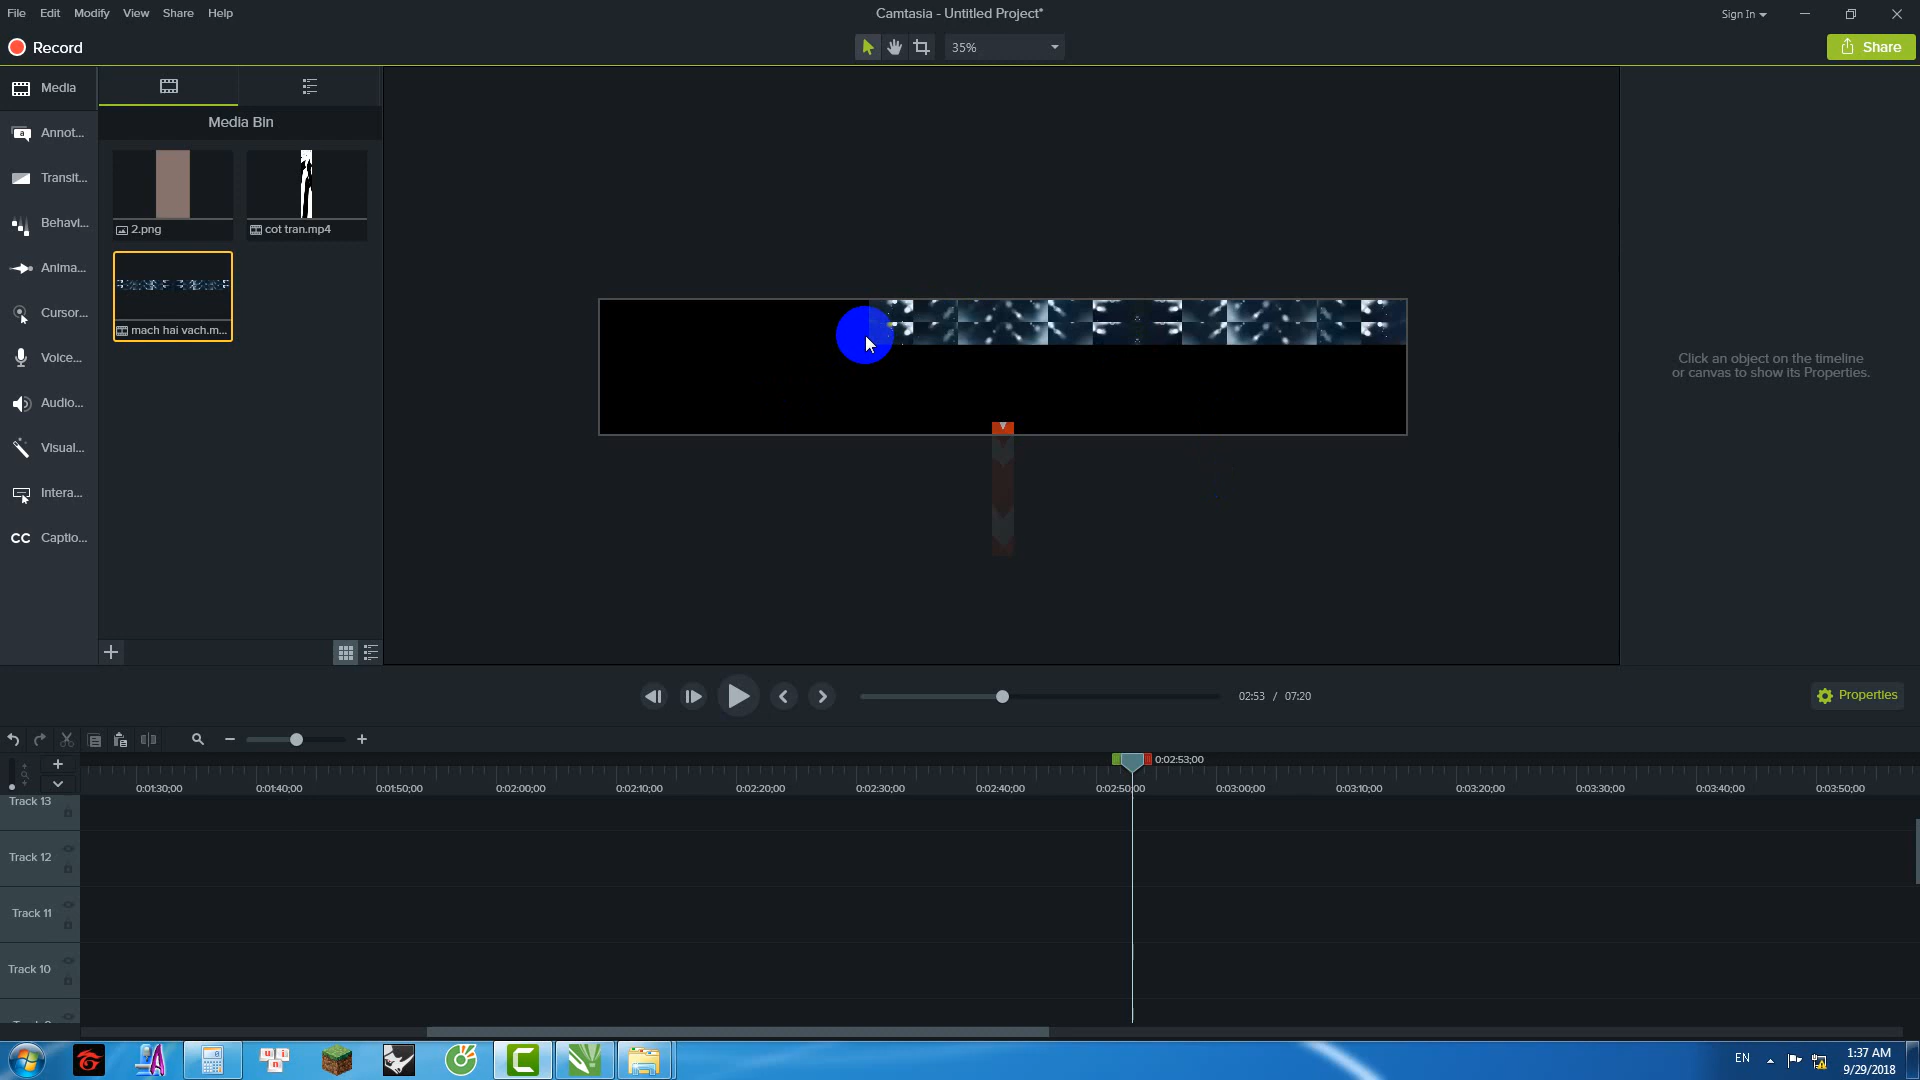 File Edit Modify View Share Help
Camtasia - Untitled Project*
Sign In
Record
35%
Share
Media
Annot...
Transit...
Behavi...
Anima...
Cursor...
Voice...
Audio...
Visual...
Intera...
CC Captio...
Media Bin
2.png
cot tran.mp4
mach hai vach.m...
Click an object on the timeline
or canvas to show its Properties.
02:53 / 07:20
Properties
0:02:53;00
0:01:30;00 0:01:40;00 0:01:50;00 0:02:00;00 0:02:10;00 0:02:20;00 0:02:30;00 0:02:40;00 0:02:50;00 0:03:00;00 0:03:10;00 0:03:20;00 0:03:30;00 0:03:40;00 0:03:50;00
Track 13
Track 12
Track 11
Track 10
EN
1:37 AM
9/29/2018